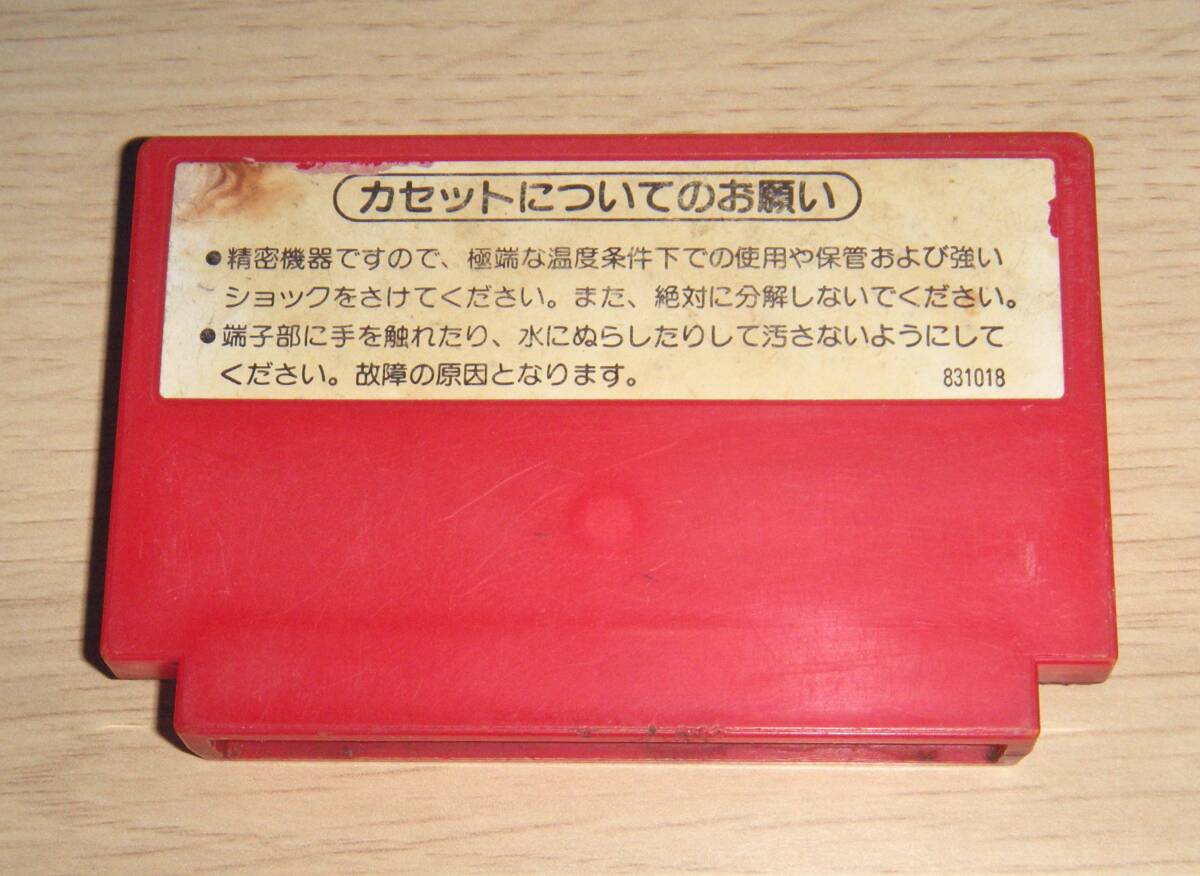 カセットについてのお願い
●精密機器ですので、極端な温度条件下での使用や保管および強い
ショックをさけてください。また、絶対に分解しないでください。
●端子部に手を触れたり、水にぬらしたりして汚さないようにして
ください。故障の原因となります。 831018